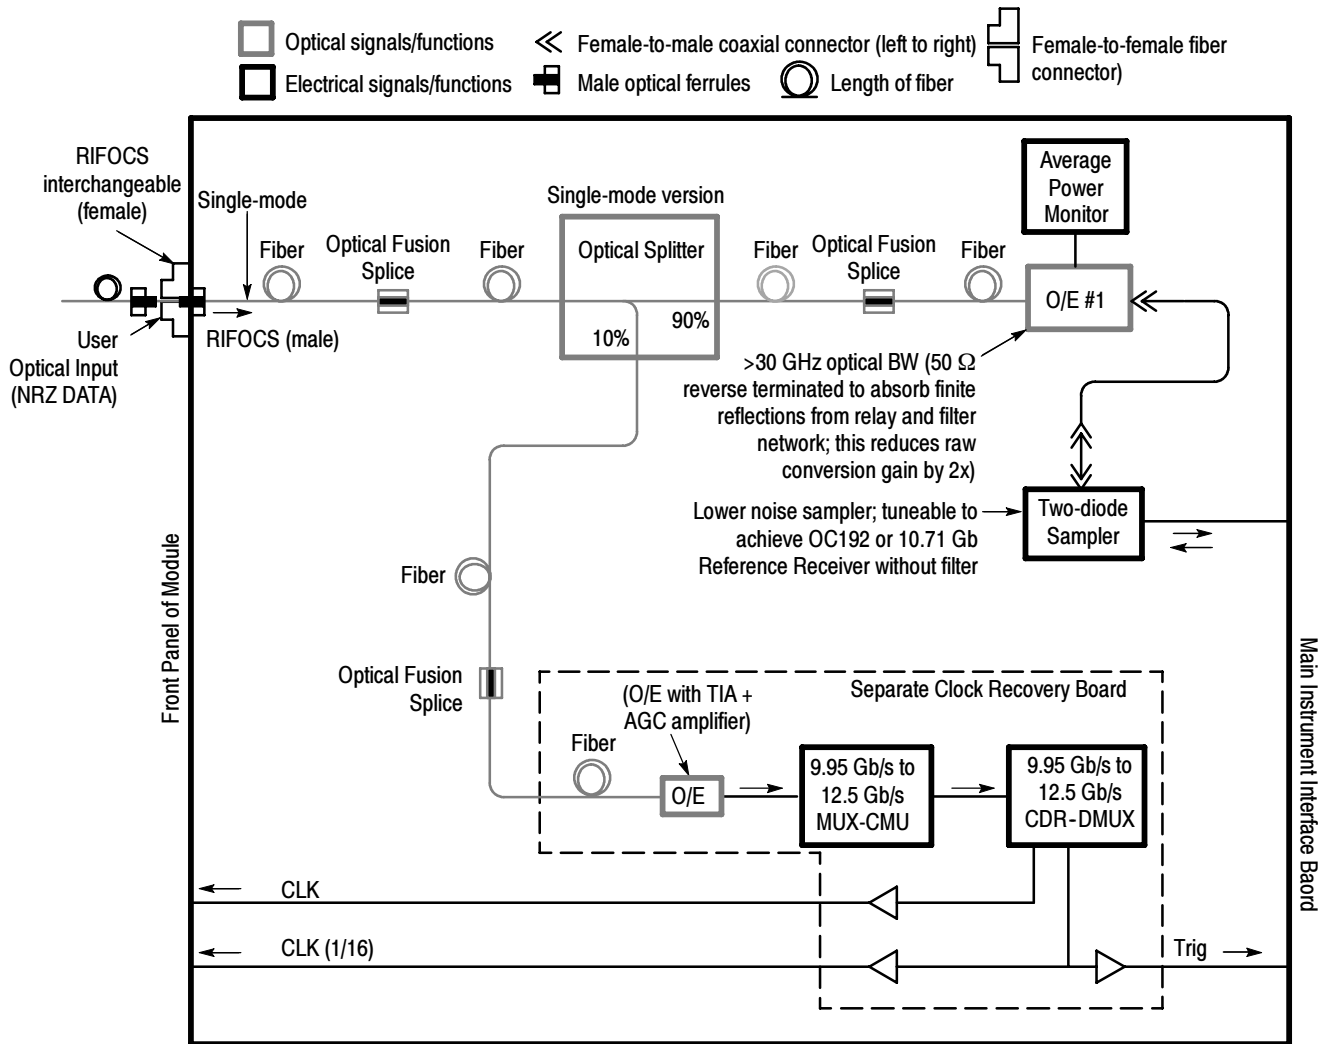 Optical signals/functions
Electrical signals/functions
Female-to-male coaxial connector (left to right)
Male optical ferrules
Length of fiber
Female-to-female fiber
connector)
RIFOCS
interchangeable
(female)
Single-mode
Fiber
Optical Fusion
Splice
Fiber
Single-mode version
Optical Splitter
90%
10%
Fiber
Optical Fusion
Splice
Fiber
Average
Power
Monitor
O/E #1
RIFOCS (male)
User
Optical Input
(NRZ DATA)
>30 GHz optical BW (50 Ω
reverse terminated to absorb finite
reflections from relay and filter
network; this reduces raw
conversion gain by 2x)
Lower noise sampler; tuneable to
achieve OC192 or 10.71 Gb
Reference Receiver without filter
Two-diode
Sampler
Front Panel of Module
Fiber
Optical Fusion
Splice
(O/E with TIA +
AGC amplifier)
Separate Clock Recovery Board
Fiber
O/E
9.95 Gb/s to
12.5 Gb/s
MUX-CMU
9.95 Gb/s to
12.5 Gb/s
CDR-DMUX
Main Instrument Interface Baord
CLK
CLK (1/16)
Trig